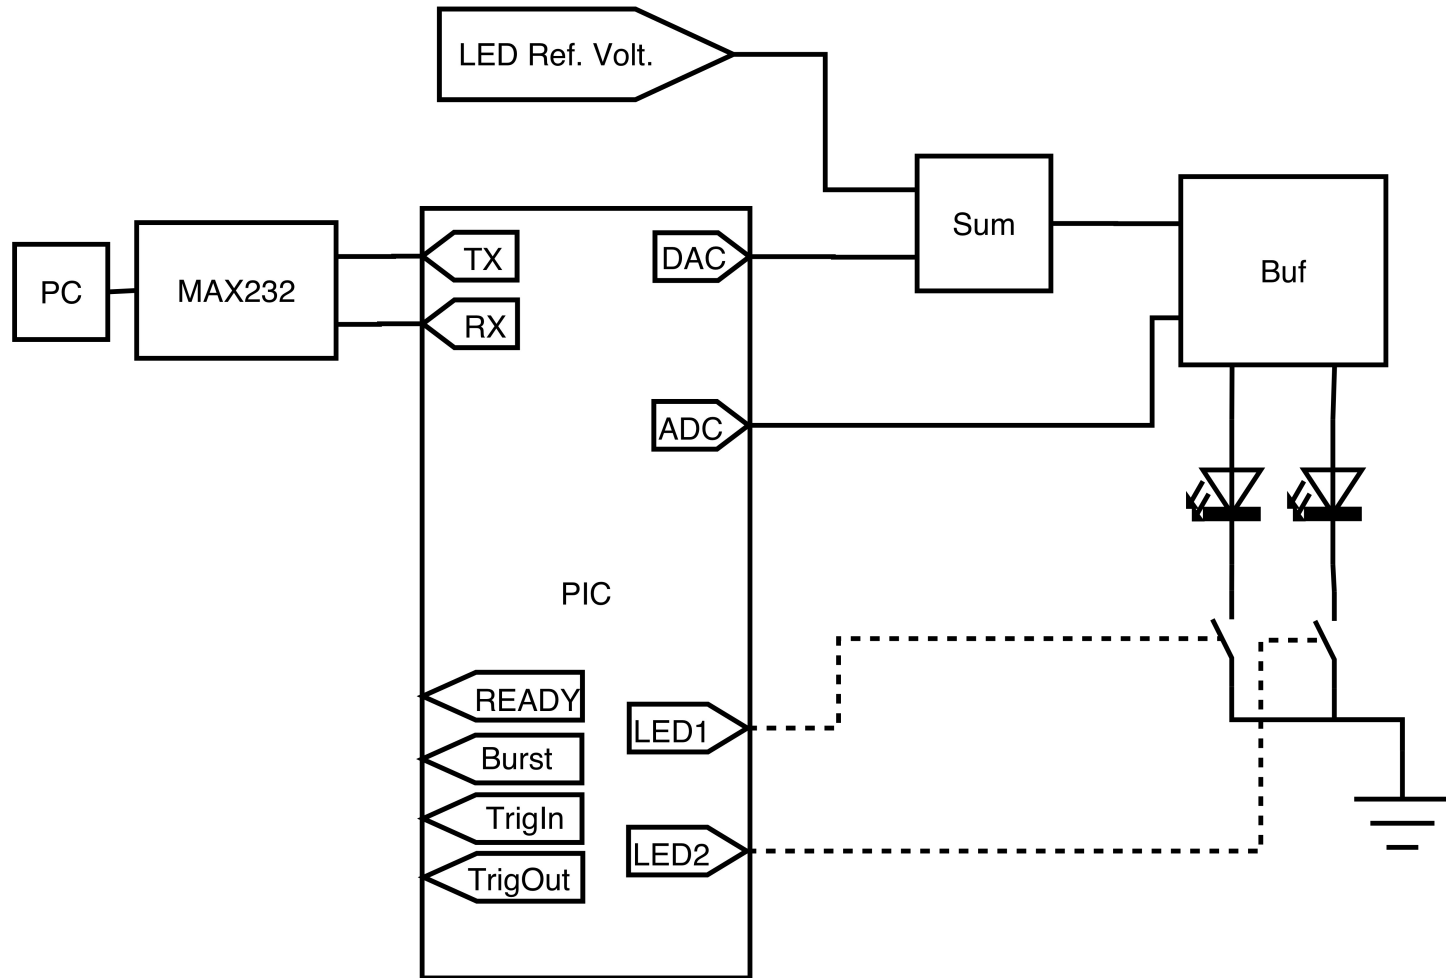 LED Ref. Volt.
Sum
Buf
PC
MAX232
TX
RX
DAC
ADC
PIC
READY
Burst
TrigIn
TrigOut
LED1
LED2